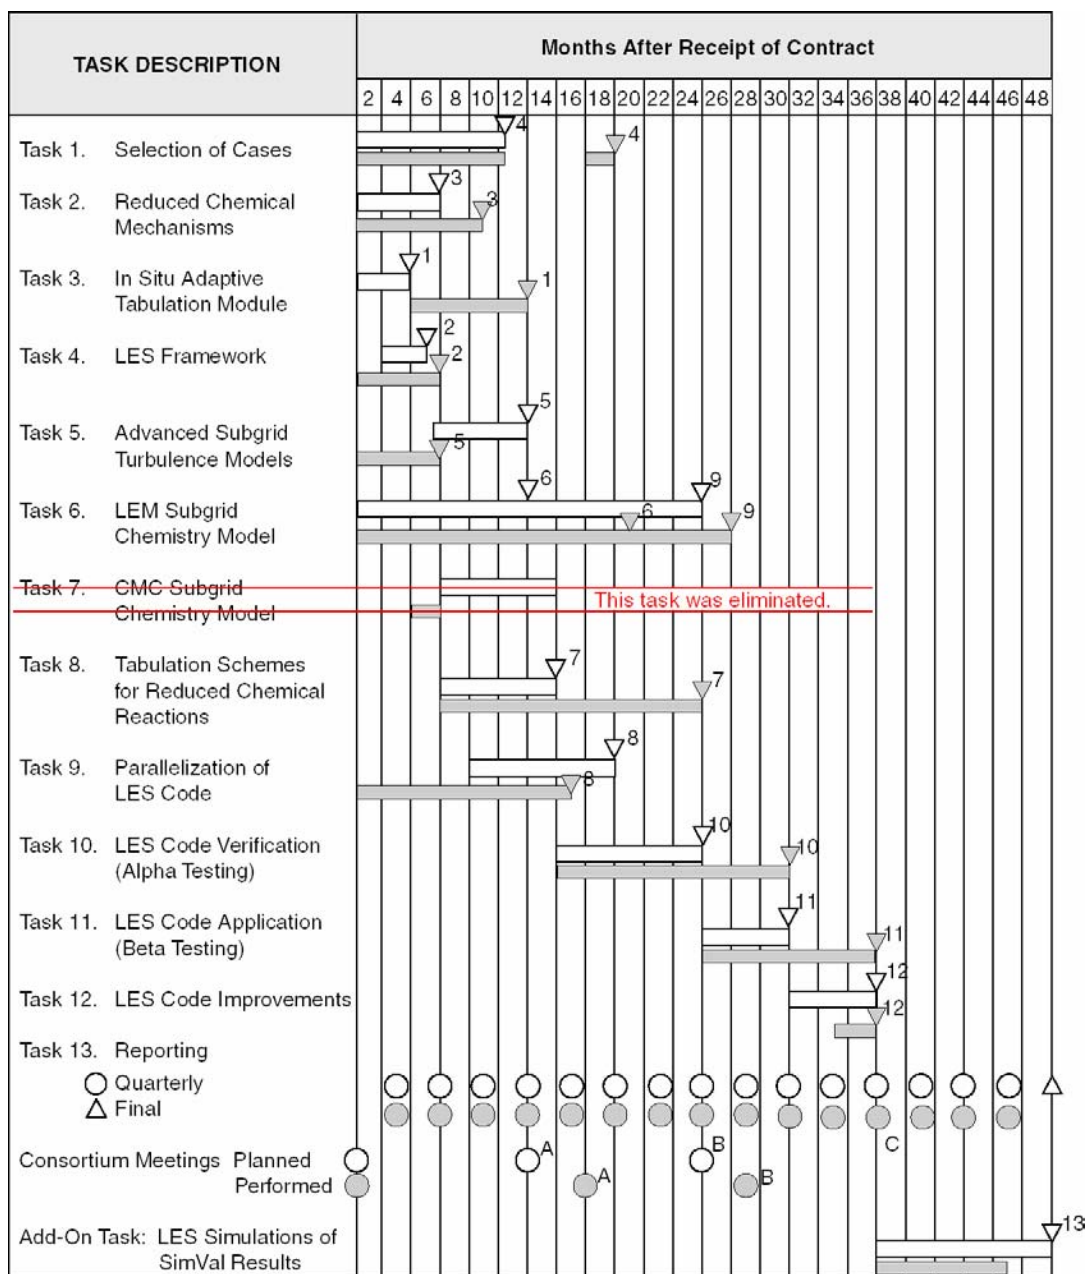 TASK DESCRIPTION
Months After Receipt of Contract
2 4 6 8 10 12 14 16 18 20 22 24 26 28 30 32 34 36 38 40 42 44 46 48
4
Task 1. Selection of Cases
4
3
Task 2. Reduced Chemical
3
Mechanisms
1
Task 3. In Situ Adaptive
1
Tabulation Module
2
Task 4. LES Framework
2
5
Task 5. Advanced Subgrid
5
Turbulence Models
6 9
Task 6. LEM Subgrid
6 9
Chemistry Model
Task 7. CMC Subgrid
This task was eliminated.
Chemistry Model
7
Task 8. Tabulation Schemes
7
for Reduced Chemical
Reactions
8
Task 9. Parallelization of
8
LES Code
10
Task 10. LES Code Verification
10
(Alpha Testing)
11
Task 11. LES Code Application
11
(Beta Testing)
12
Task 12. LES Code Improvements
12
Task 13. Reporting
Quarterly
Final
C
A B
Consortium Meetings Planned
A B
Performed
13
Add-On Task: LES Simulations of
SimVal Results